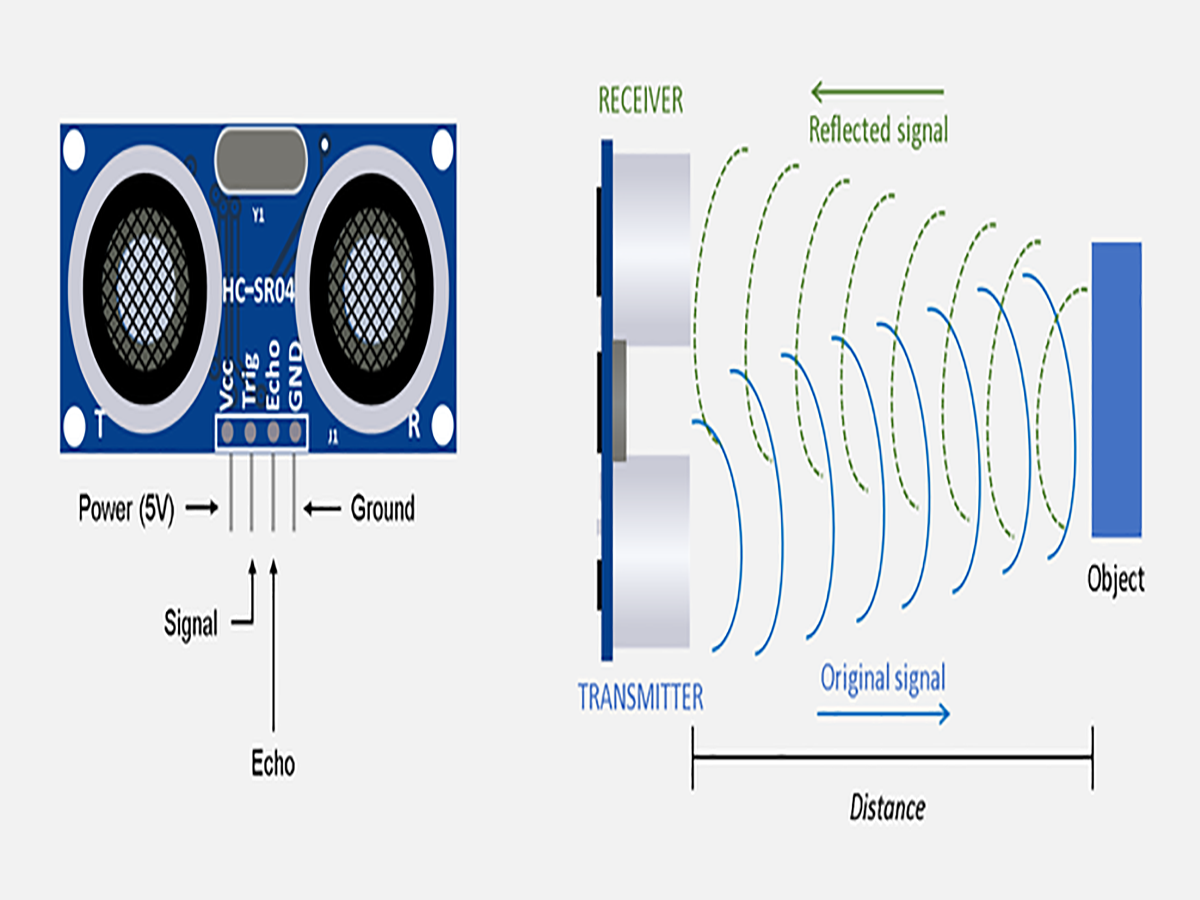 Y1
HC-SR04
Vcc
Trig
Echo
GND
T
J1
R
Power (5V)
Ground
Signal
Echo
RECEIVER
Reflected signal
Object
Original signal
TRANSMITTER
Distance